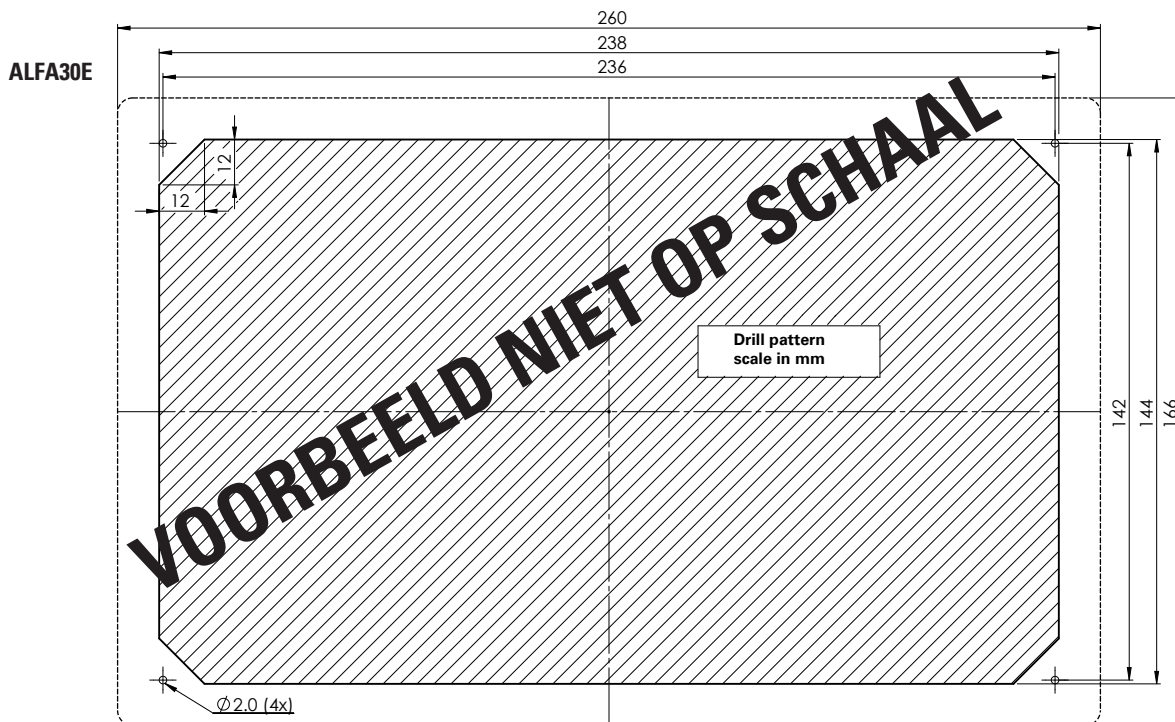 260
238
ALFA30E
236
12
12
VOORBEELD NIET OP SCHAAL
Drill pattern
scale in mm
142
144
166
∅2.0 (4x)